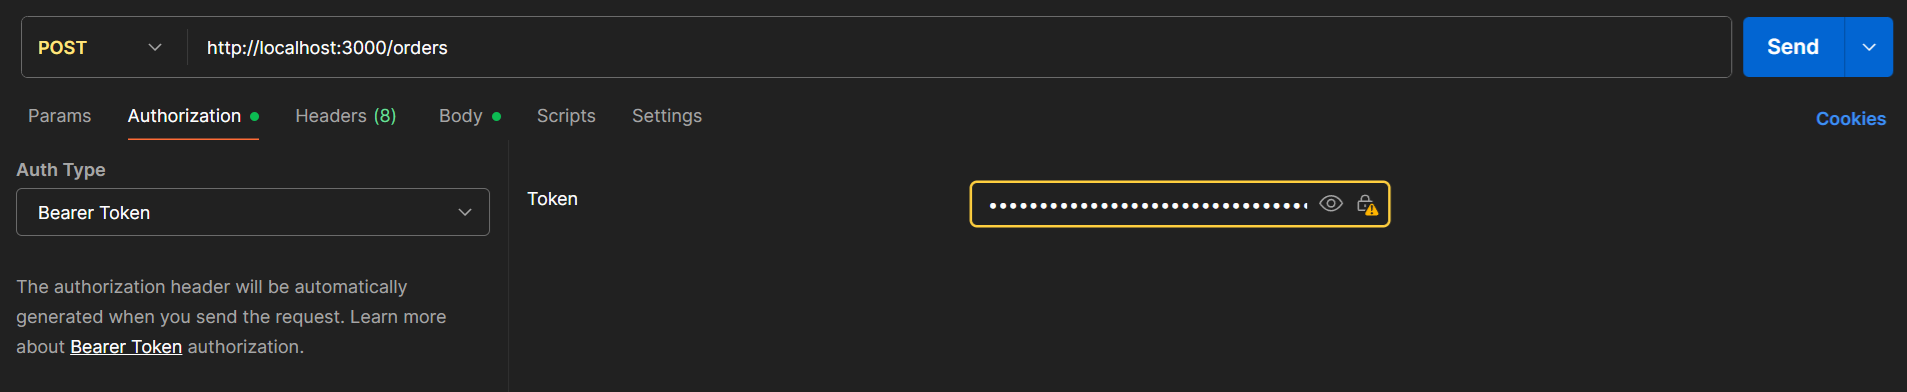 POST http://localhost:3000/orders Send
Params Authorization Headers (8) Body Scripts Settings Cookies
Auth Type
Bearer Token
The authorization header will be automatically
generated when you send the request. Learn more
about Bearer Token authorization.
Token